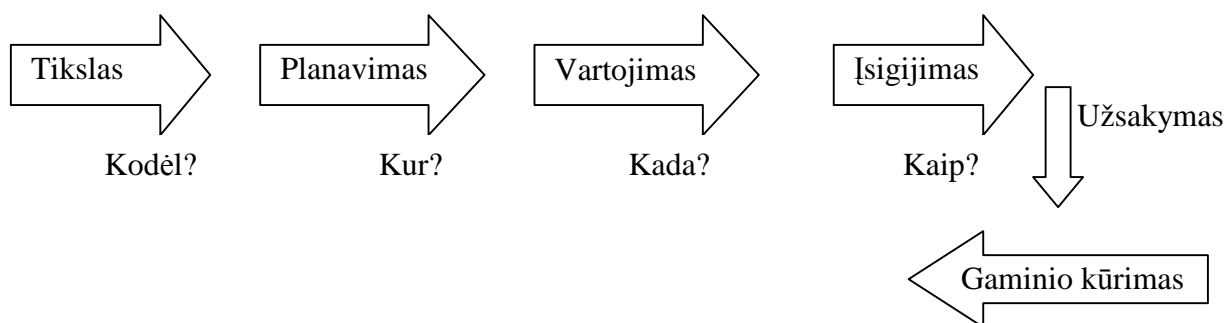 Tikslas Planavimas Vartojimas Įsigijimas
Užsakymas
Kodėl? Kur? Kada? Kaip?
Gaminio kūrimas